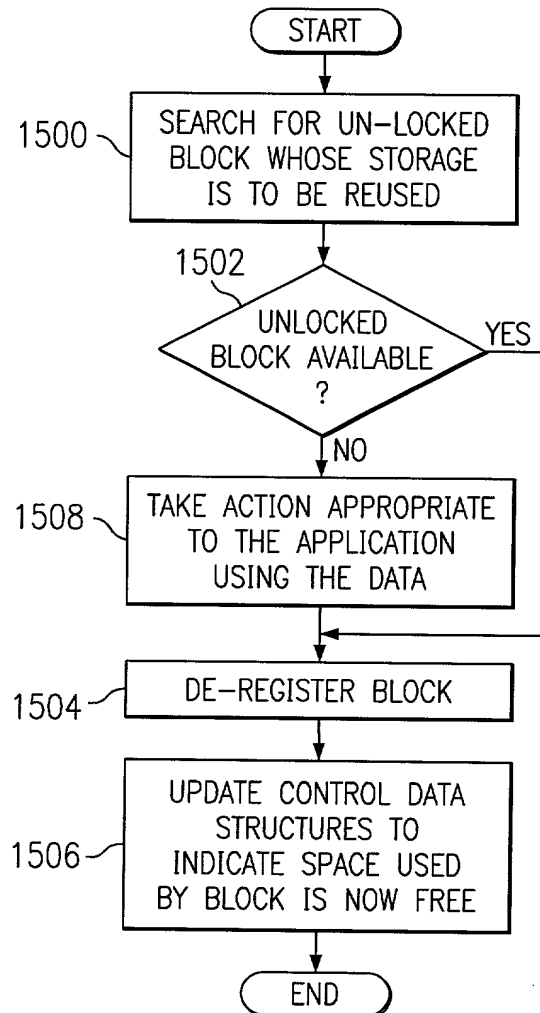 START
1500
SEARCH FOR UN-LOCKED
BLOCK WHOSE STORAGE
IS TO BE REUSED
1502
UNLOCKED
BLOCK AVAILABLE
?
YES
NO
1508
TAKE ACTION APPROPRIATE
TO THE APPLICATION
USING THE DATA
1504
DE-REGISTER BLOCK
1506
UPDATE CONTROL DATA
STRUCTURES TO
INDICATE SPACE USED
BY BLOCK IS NOW FREE
END